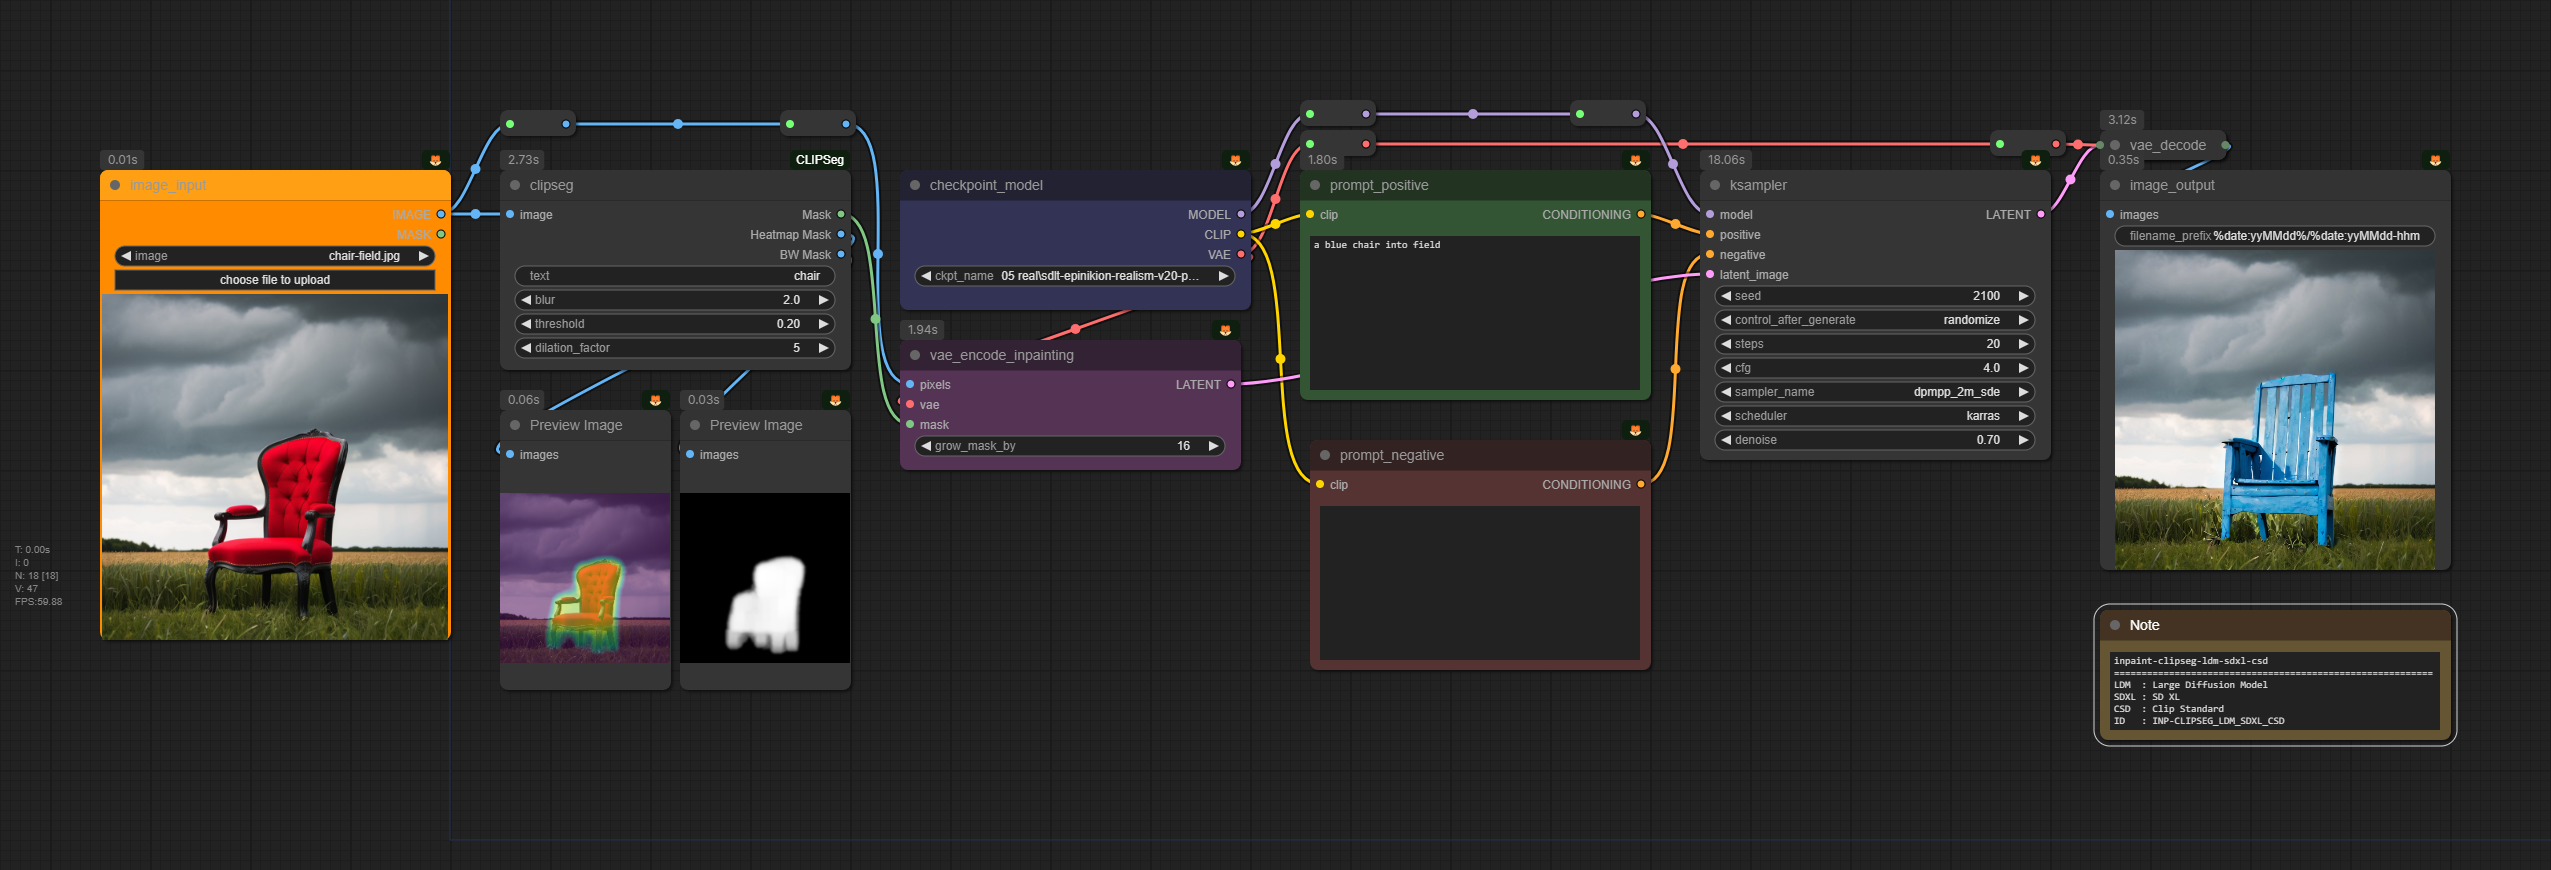 0.01s
image_input
IMAGE
MASK
image chair-field.jpg
choose file to upload
T: 0.00s
I: 0
N: 18 [18]
V: 47
FPS:59.88
2.73s
CLIPSeg
clipseg
image Mask
Heatmap Mask
BW Mask
text chair
blur 2.0
threshold 0.20
dilation_factor 5
0.06s
Preview Image
images
0.03s
Preview Image
images
checkpoint_model
MODEL
CLIP
VAE
ckpt_name 05 real\sdlt-epinikion-realism-v20-p...
1.94s
vae_encode_inpainting
pixels LATENT
vae
mask
grow_mask_by 16
1.80s
prompt_positive
clip CONDITIONING
a blue chair into field
prompt_negative
clip CONDITIONING
18.06s
ksampler
model LATENT
positive
negative
latent_image
seed 2100
control_after_generate randomize
steps 20
cfg 4.0
sampler_name dpmpp_2m_sde
scheduler karras
denoise 0.70
3.12s
vae_decode
0.35s
image_output
images
filename_prefix %date:yyMMdd%/%date:yyMMdd-hhm
Note
inpaint-clipseg-ldm-sdxl-csd
==========================================================
LDM : Large Diffusion Model
SDXL : SD XL
CSD : Clip Standard
ID : INP-CLIPSEG_LDM_SDXL_CSD